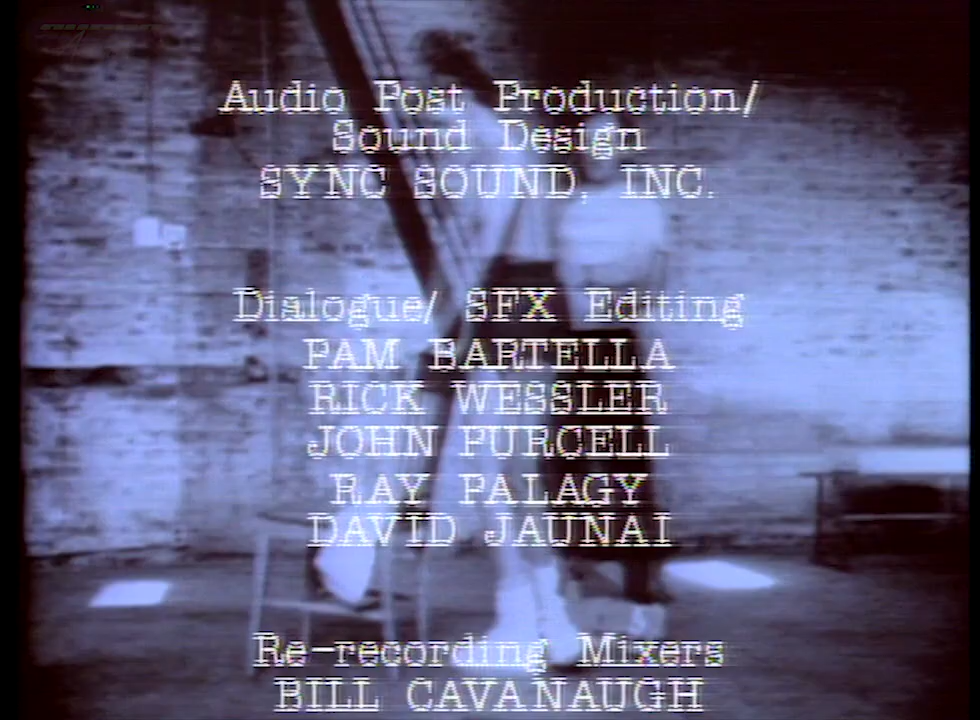 Audio Post Production/
Sound Design
SYNC SOUND, INC.
Dialogue/ SFX Editing
PAM BARTELLA
RICK WESSLER
JOHN PURCELL
RAY PALAGY
DAVID JAUNAI
Re-recording Mixers
BILL CAVANAUGH